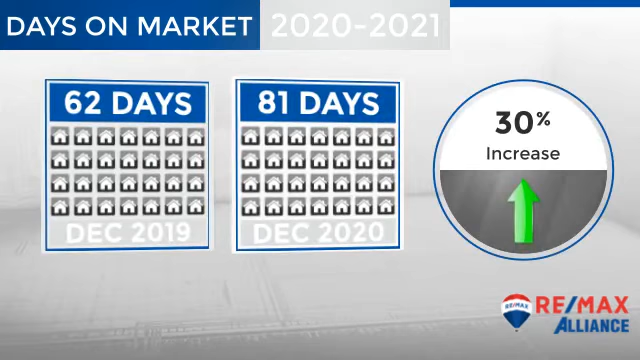 DAYS ON MARKET 2020-2021
62 DAYS
DEC 2019
81 DAYS
DEC 2020
30%
Increase
RE/MAX
RE/MAX
ALLIANCE